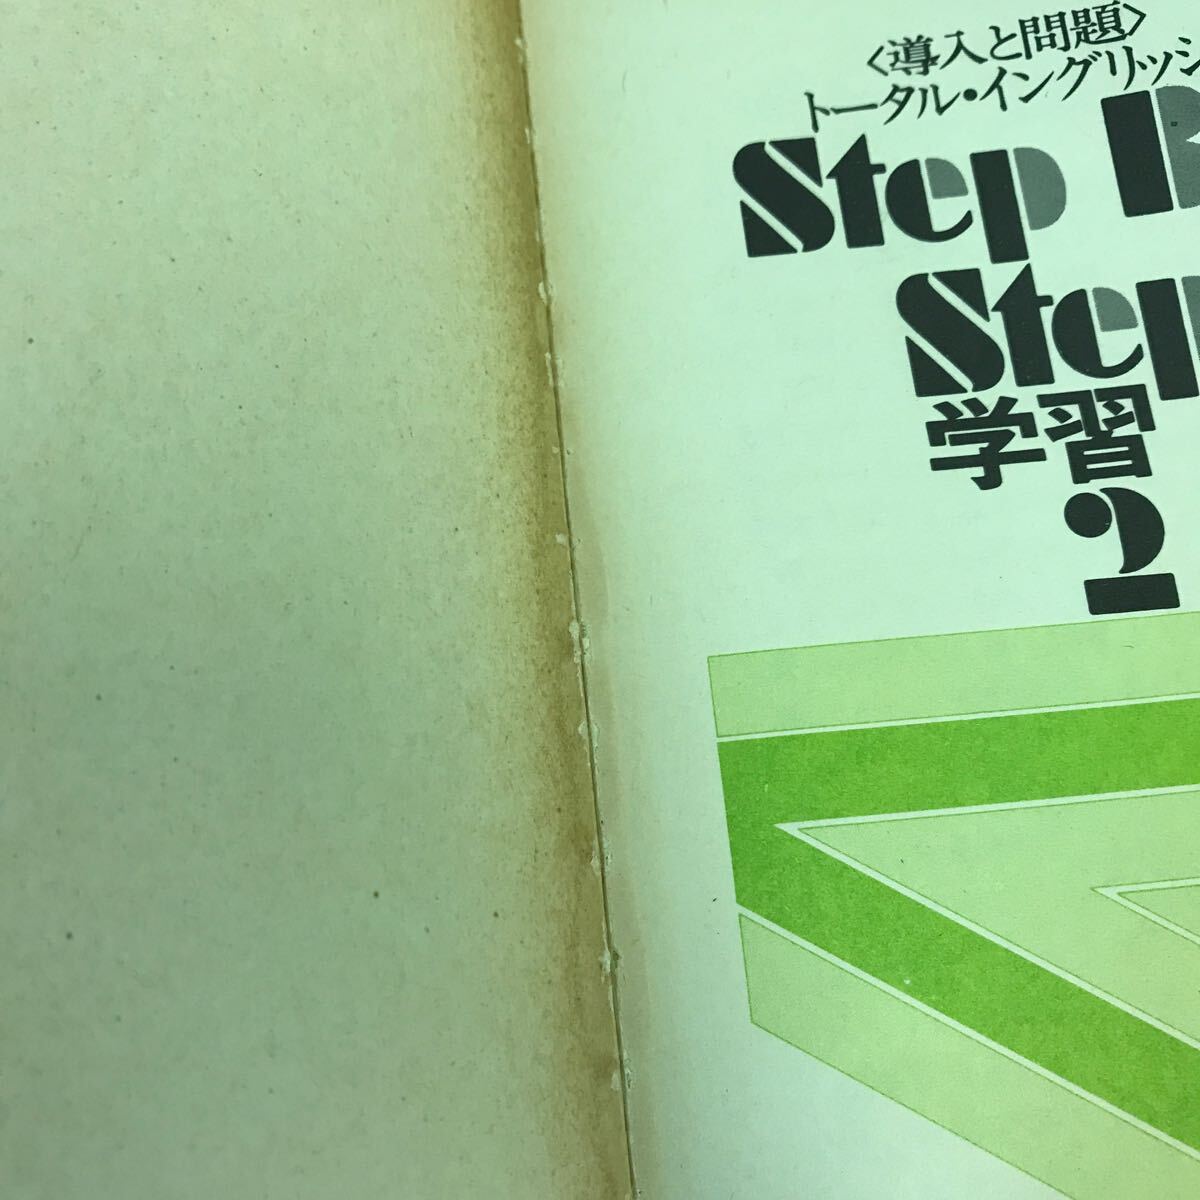 〈導入と問題〉
トータル・イングリッシ
Step B
Step
学習
2